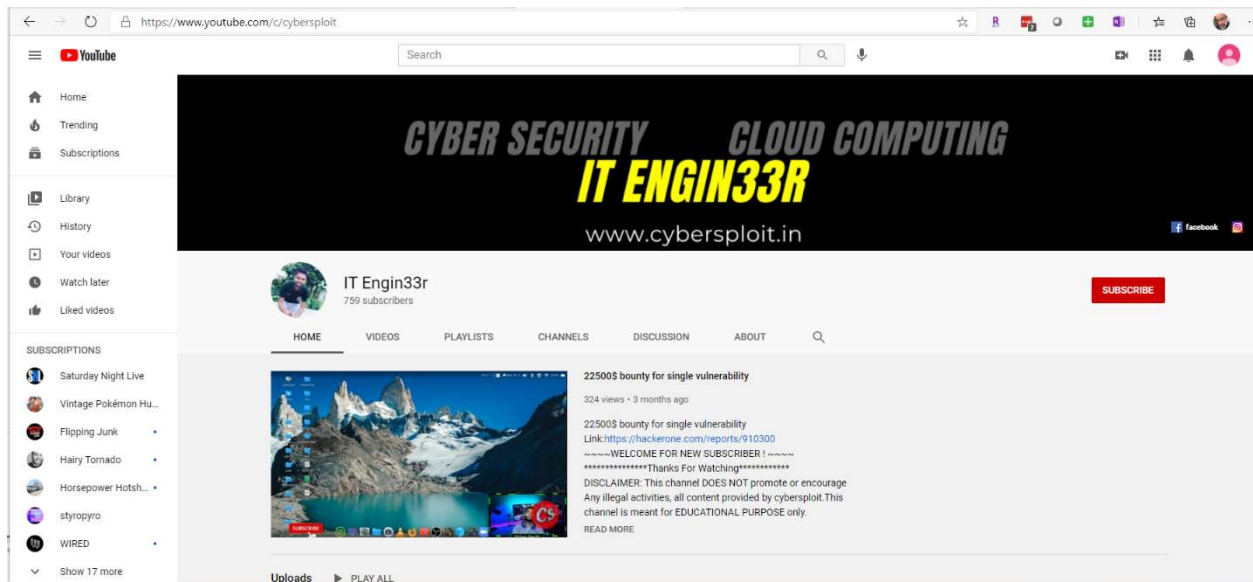 https://www.youtube.com/c/cybersploit
YouTube
Search
Home
Trending
Subscriptions
Library
History
Your videos
Watch later
Liked videos
SUBSCRIPTIONS
Saturday Night Live
Vintage Pokémon Hu...
Flipping Junk
Hairy Tornado
Horsepower Hotsh...
styropyro
WIRED
Show 17 more
CYBER SECURITY CLOUD COMPUTING
IT ENGIN33R
www.cybersploit.in
facebook
IT Engin33r
759 subscribers
SUBSCRIBE
HOME VIDEOS PLAYLISTS CHANNELS DISCUSSION ABOUT
SUBSCRIBE
CS
22500$ bounty for single vulnerability
324 views • 3 months ago
22500$ bounty for single vulnerability
Link:https://hackerone.com/reports/910300
~~~~WELCOME FOR NEW SUBSCRIBER ! ~~~~
***************Thanks For Watching************
DISCLAIMER: This channel DOES NOT promote or encourage
Any illegal activities, all content provided by cybersploit.This
channel is meant for EDUCATIONAL PURPOSE only.
READ MORE
Uploads PLAY ALL